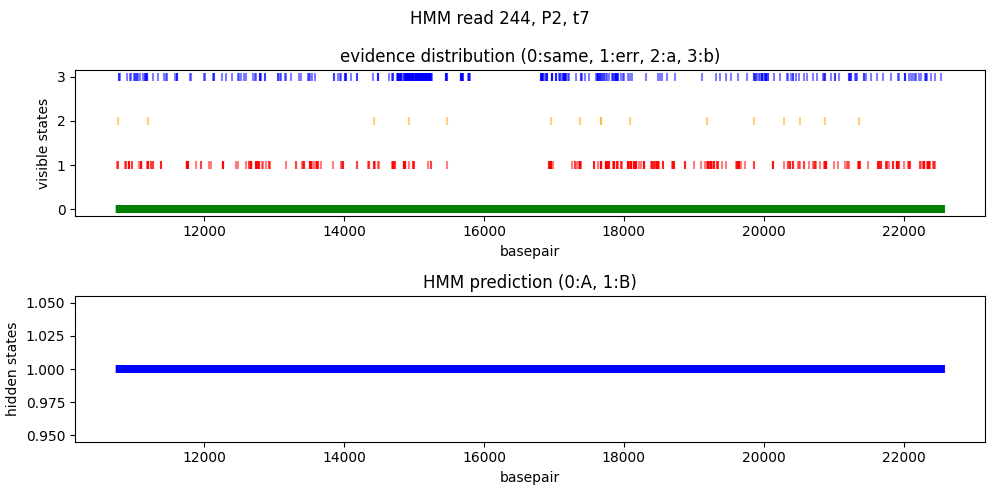 HMM read 244, P2, t7
evidence distribution (0:same, 1:err, 2:a, 3:b)
visible states
3
2
1
0
12000 14000 16000 18000 20000 22000
basepair
HMM prediction (0:A, 1:B)
hidden states
1.050
1.025
1.000
0.975
0.950
12000 14000 16000 18000 20000 22000
basepair